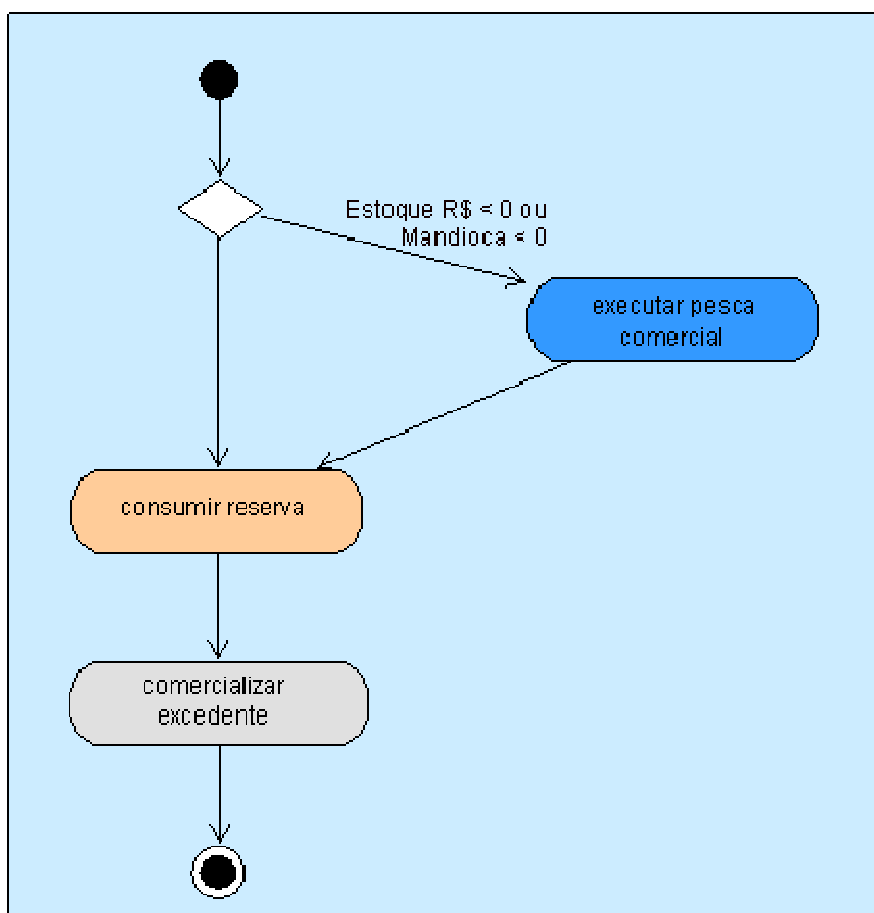 Estoque R$ < 0 ou
Mandioca < 0
executar pesca
comercial
consumir reserva
comercializar
excedente